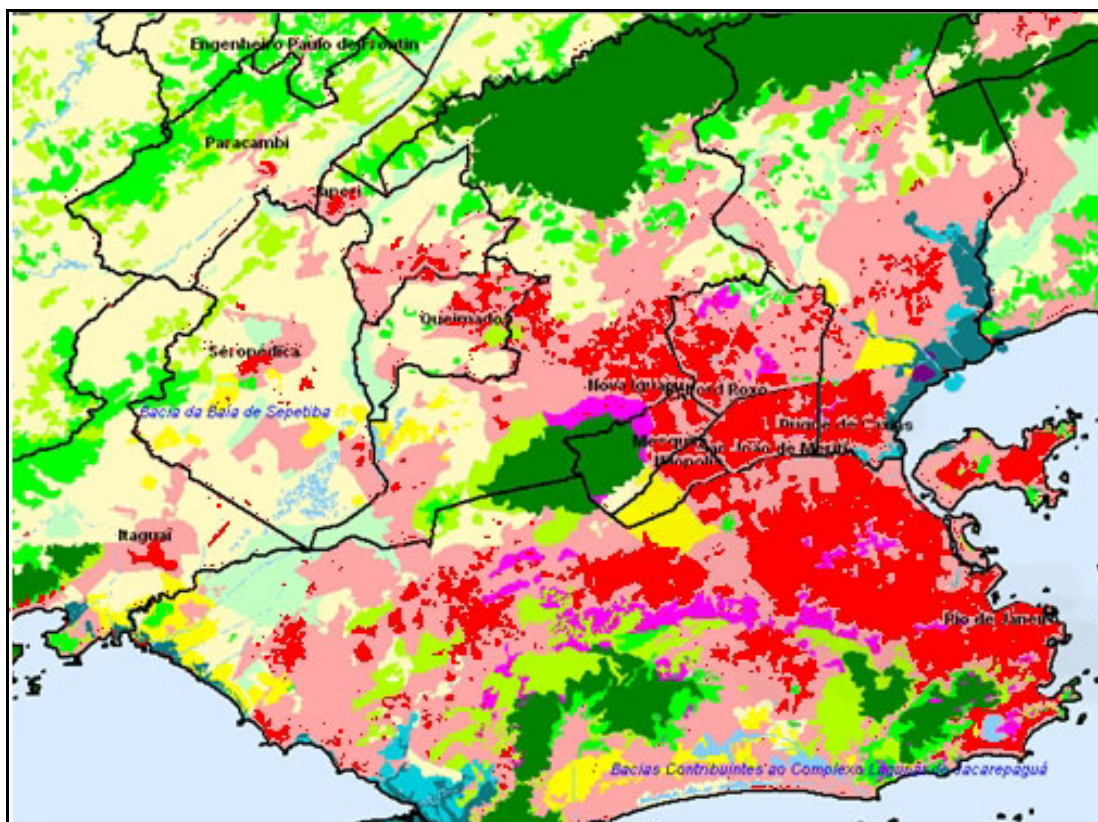 Engenheiro Paulo de Frontin
Paracambi
Japeri
Queimados
Seropédica
Nova Iguaçu
Belford Roxo
Bacia da Baía de Sepetiba
Duque de Caxias
Mesquita
São João de Meriti
Nilópolis
Itaguaí
Rio de Janeiro
Bacias Contribuintes ao Complexo Lagunar de Jacarepaguá